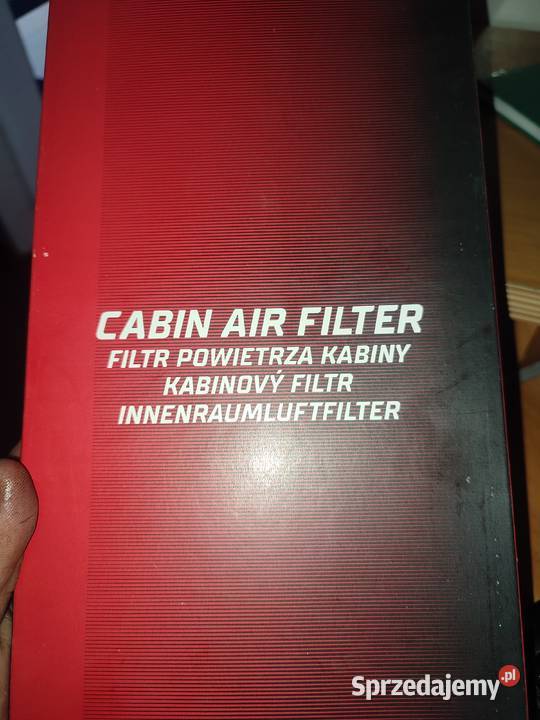 CABIN AIR FILTER
FILTR POWIETRZA KABINY
KABINOVÝ FILTR
INNENRAUMLUFTFILTER
Sprzedajemy.pl